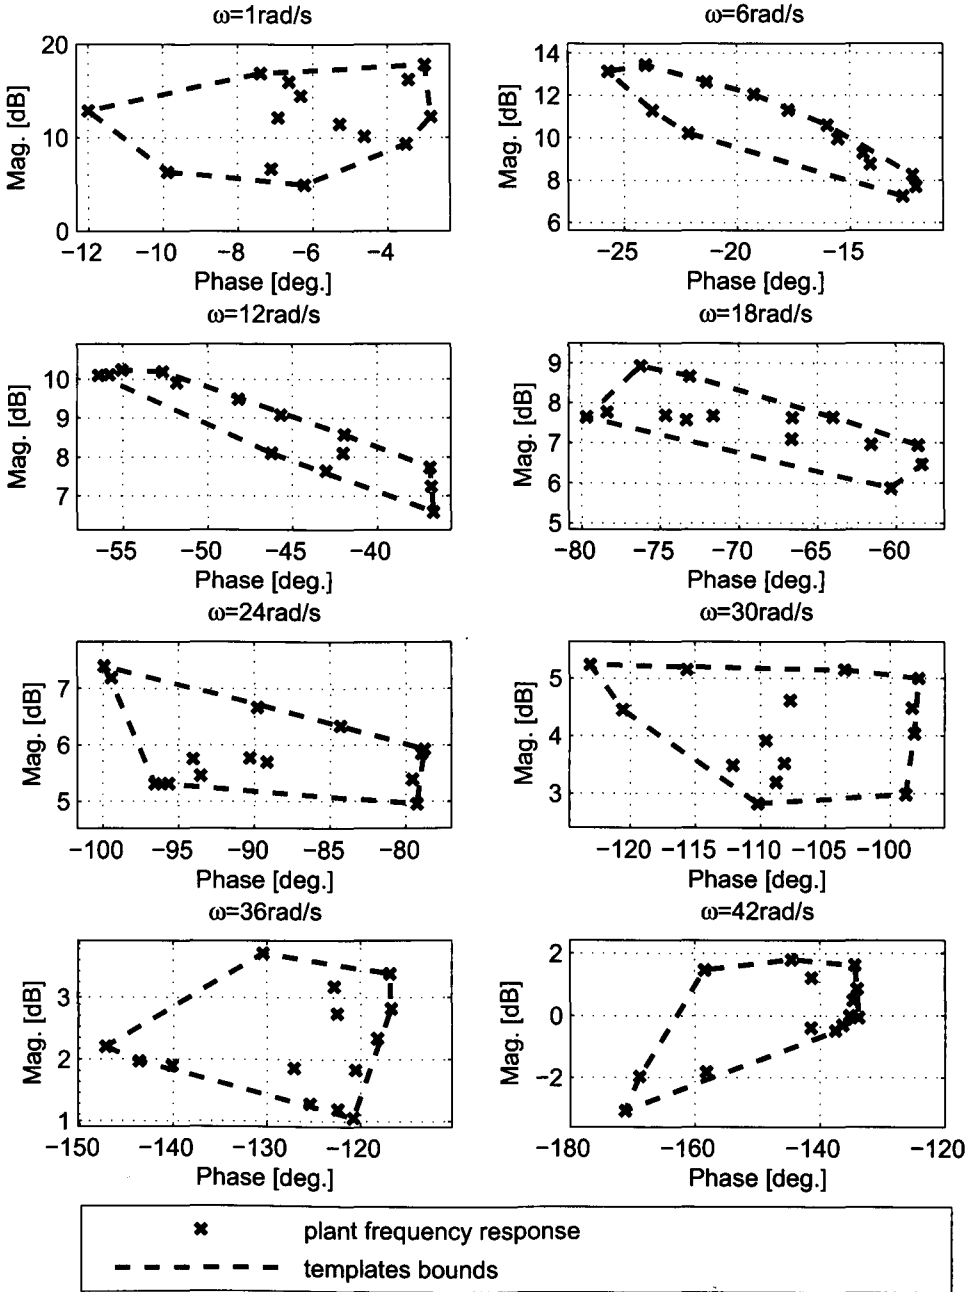 ω=1rad/s
Mag. [dB]
20
10
0
−12 −10 −8 −6 −4
Phase [deg.]
ω=6rad/s
Mag. [dB]
14
12
10
8
6
−25 −20 −15
Phase [deg.]
ω=12rad/s
Mag. [dB]
10
9
8
7
−55 −50 −45 −40
Phase [deg.]
ω=18rad/s
Mag. [dB]
9
8
7
6
5
−80 −75 −70 −65 −60
Phase [deg.]
ω=24rad/s
Mag. [dB]
7
6
5
−100 −95 −90 −85 −80
Phase [deg.]
ω=30rad/s
Mag. [dB]
5
4
3
−120 −115 −110 −105 −100
Phase [deg.]
ω=36rad/s
Mag. [dB]
3
2
1
−150 −140 −130 −120
Phase [deg.]
ω=42rad/s
Mag. [dB]
2
0
−2
−180 −160 −140 −120
Phase [deg.]
plant frequency response
templates bounds